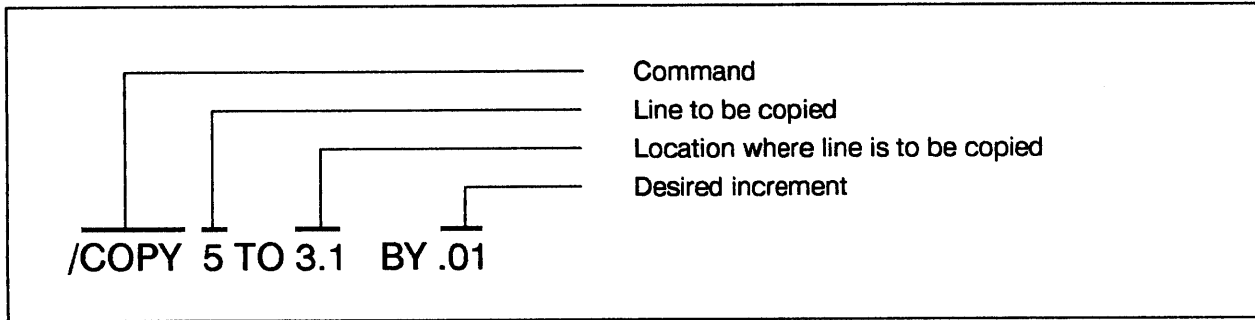 Command
Line to be copied
Location where line is to be copied
Desired increment
/COPY 5 TO 3.1 BY .01